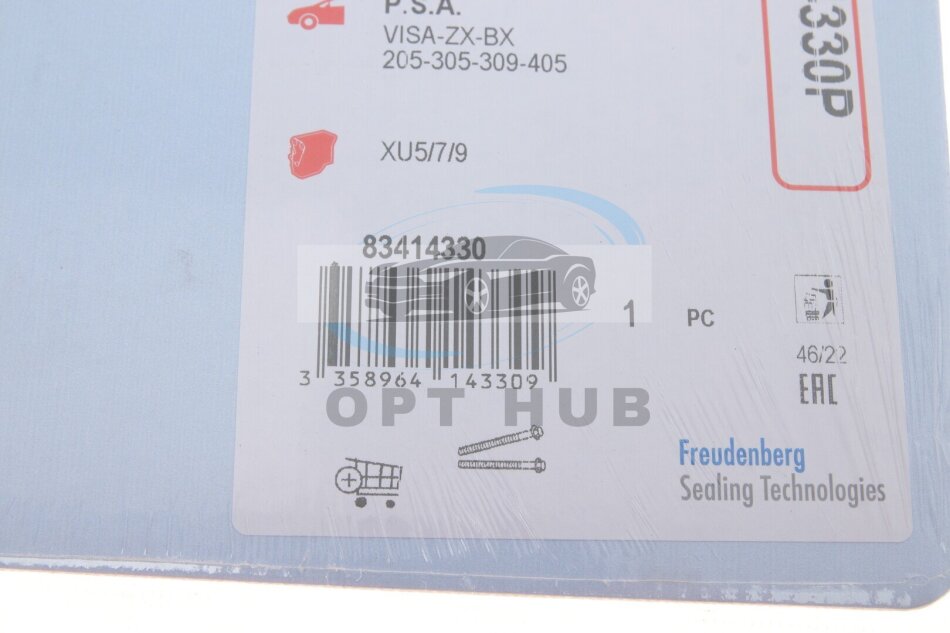 P.S.A.
VISA-ZX-BX
205-305-309-405
330P
XU5/7/9
83414330
3 358964 143309
1 PC
46/22
EAC
OPT HUB
Freudenberg
Sealing Technologies